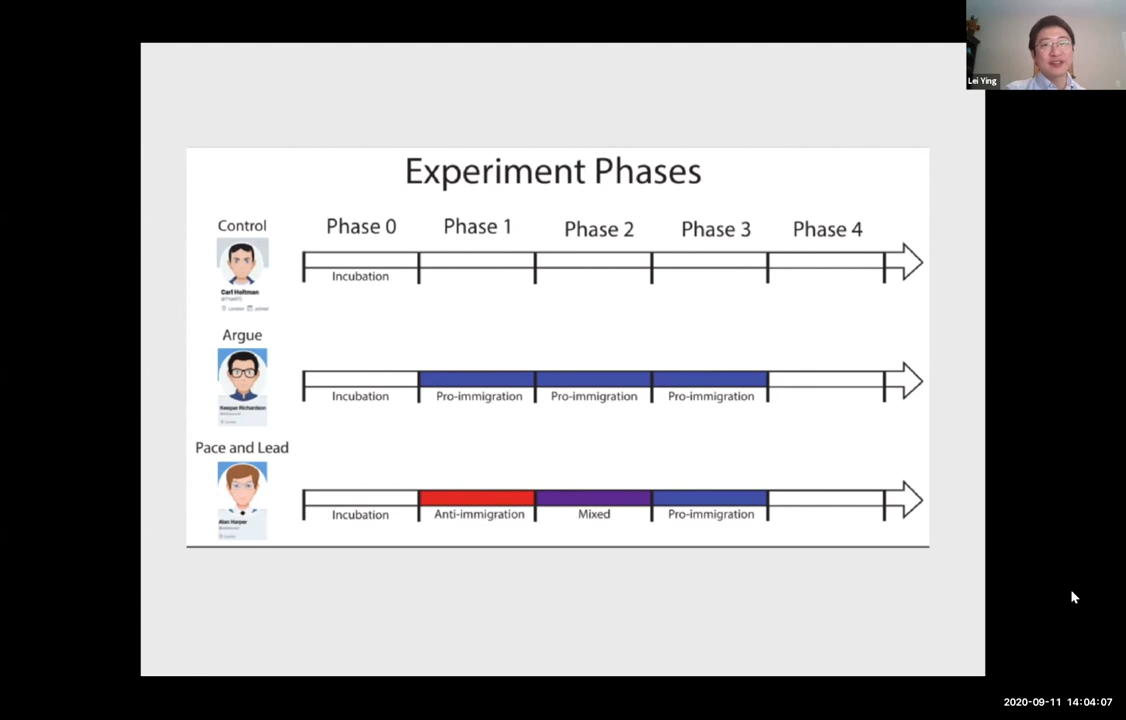 Lei Ying
Experiment Phases
Control
Phase 0
Phase 1
Phase 2
Phase 3
Phase 4
Carl Holtman
Incubation
Argue
Keegan Richardson
Incubation
Pro-immigration
Pro-immigration
Pro-immigration
Pace and Lead
Alan Harper
Incubation
Anti-immigration
Mixed
Pro-immigration
2020-09-11 14:04:07